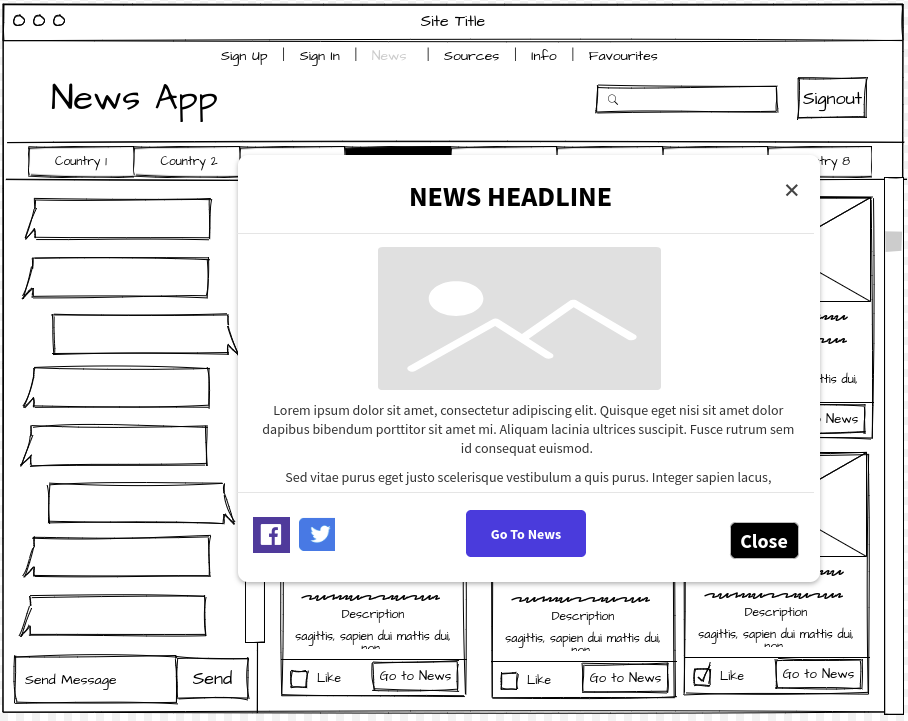 Site Title
Sign Up
Sign In
News
Sources
Info
Favourites
News App
Signout
Country 1
Country 2
try 8
NEWS HEADLINE
Lorem ipsum dolor sit amet, consectetur adipiscing elit. Quisque eget nisi sit amet dolor
dapibus bibendum porttitor sit amet mi. Aliquam lacinia ultrices suscipit. Fusce rutrum sem
id consectetur euismod.
Sed vitae purus eget justo scelerisque vestibulum a quis purus. Integer sapien lacus,
Go To News
Close
ttis dui,
News
Description
sagittis, sapien dui mattis dui,
non
Like
Go to News
Description
sagittis, sapien dui mattis dui,
non
Like
Go to News
Description
sagittis, sapien dui mattis dui,
non
Like
Go to News
Send Message
Send